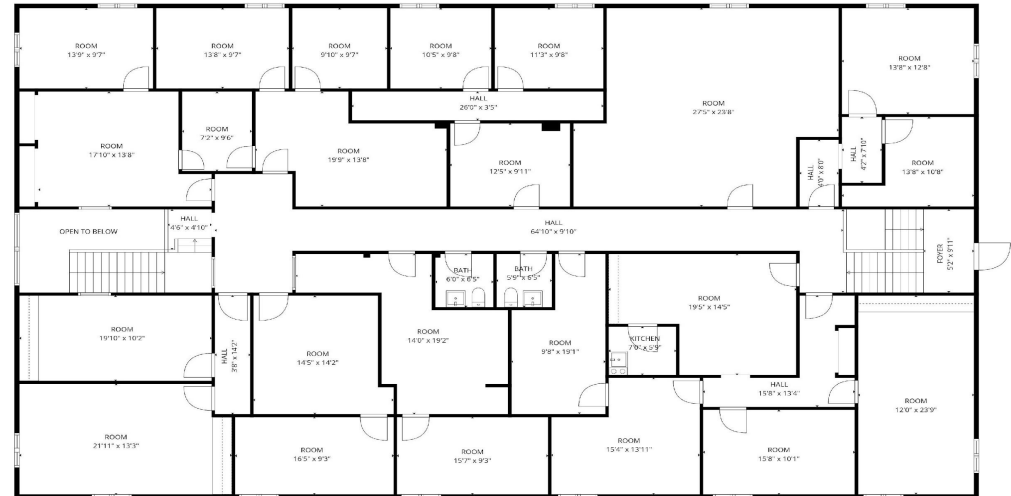 ROOM
13'9" x 9'7"
ROOM
13'8" x 9'7"
ROOM
9'10" x 9'7"
ROOM
10'5" x 9'8"
ROOM
11'3" x 9'8"
ROOM
13'8" x 12'8"
HALL
26'0" x 3'5"
ROOM
27'5" x 23'8"
ROOM
7'2" x 9'6"
ROOM
17'10" x 13'8"
ROOM
19'9" x 13'8"
ROOM
12'5" x 9'11"
HALL
4'0" x 8'0"
HALL
4'2" x 7'10"
ROOM
13'8" x 10'8"
OPEN TO BELOW
HALL
4'6" x 4'10"
HALL
64'10" x 9'10"
FOYER
5'2" x 9'11"
BATH
6'0" x 6'5"
BATH
5'9" x 6'5"
ROOM
19'5" x 14'5"
ROOM
19'10" x 10'2"
HALL
3'8" x 14'2"
ROOM
14'5" x 14'2"
ROOM
14'0" x 19'2"
ROOM
9'8" x 19'1"
KITCHEN
7'0" x 5'9"
HALL
15'8" x 13'4"
ROOM
12'0" x 23'9"
ROOM
21'11" x 13'3"
ROOM
16'5" x 9'3"
ROOM
15'7" x 9'3"
ROOM
15'4" x 13'11"
ROOM
15'8" x 10'1"